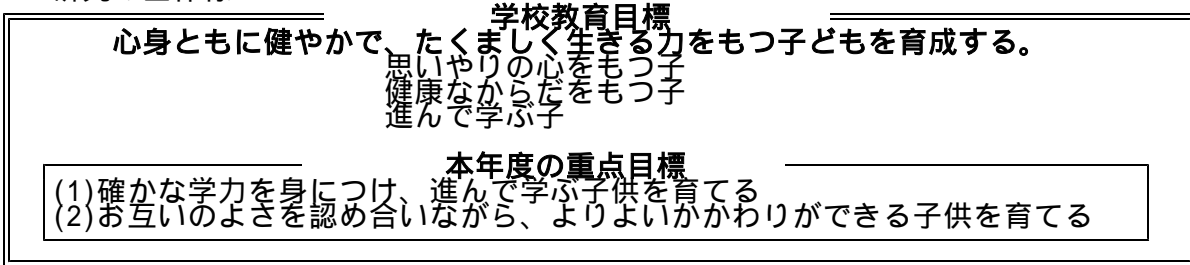 学校教育目標
心身ともに健やかで、たくましく生きる力をもつ子どもを育成する。
思いやりの心をもつ子
健康なからだをもつ子
進んで学ぶ子
本年度の重点目標
(1)確かな学力を身につけ、進んで学ぶ子供を育てる
(2)お互いのよさを認め合いながら、よりよいかかわりができる子供を育てる